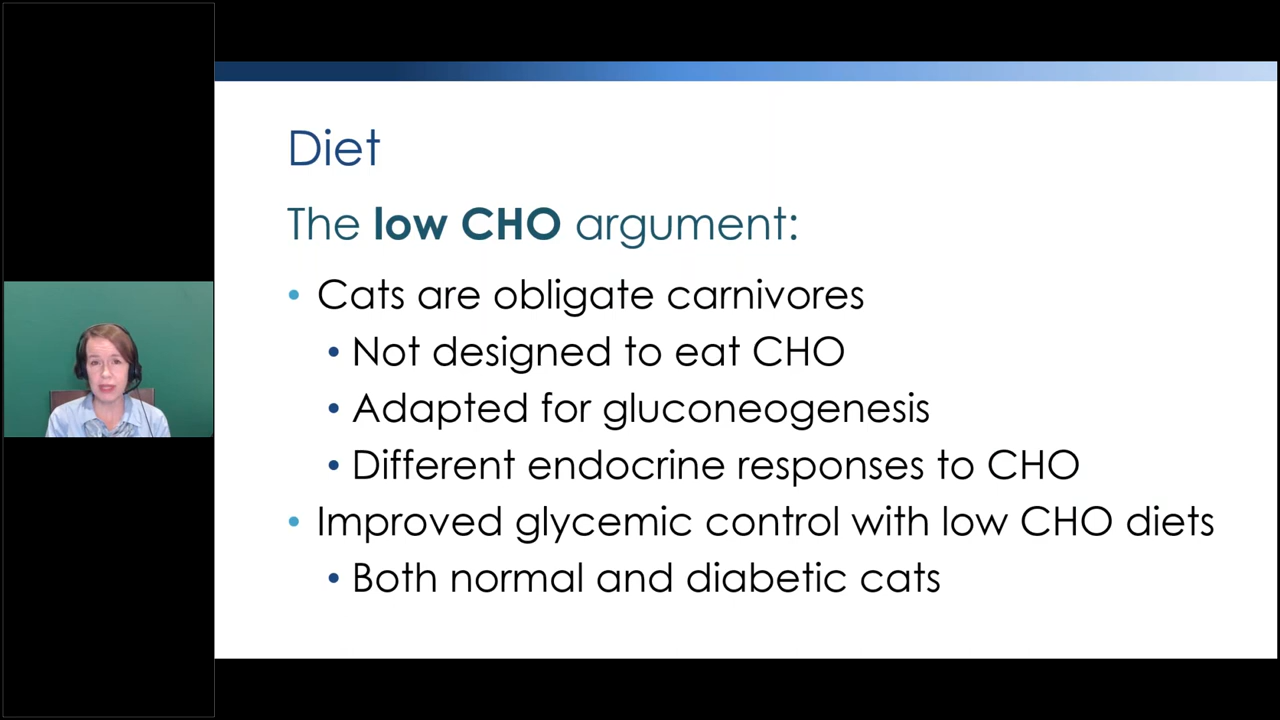 Diet
The low CHO argument:
• Cats are obligate carnivores
• Not designed to eat CHO
• Adapted for gluconeogenesis
• Different endocrine responses to CHO
• Improved glycemic control with low CHO diets
• Both normal and diabetic cats